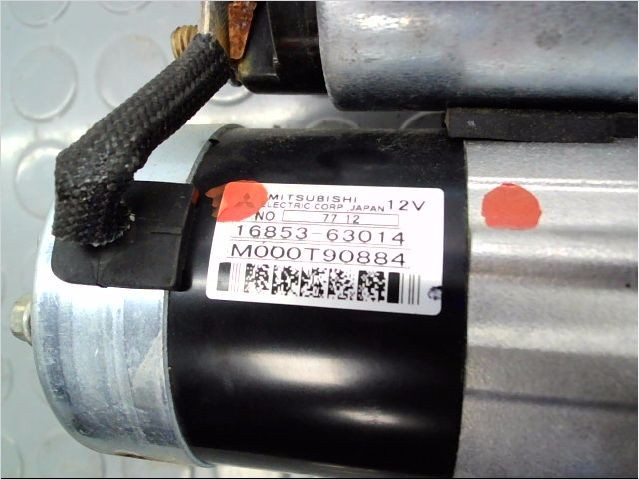 MITSUBISHI
ELECTRIC CORP. JAPAN 12V
NO 77 12
16853-63014
M000T90884